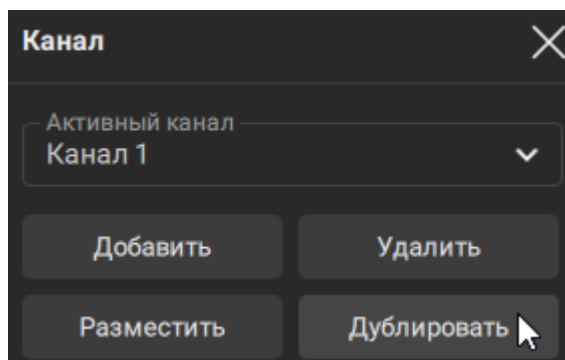 Канал
Активный канал
Канал 1
Добавить
Удалить
Разместить
Дублировать